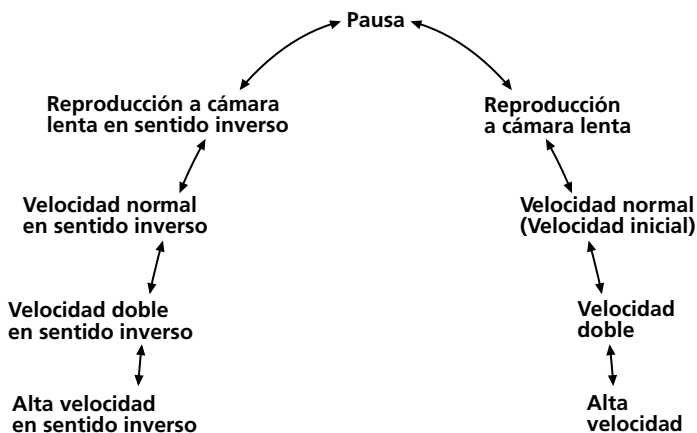 Pausa
Reproducción a cámara
lenta en sentido inverso
Reproducción
a cámara lenta
Velocidad normal
en sentido inverso
Velocidad normal
(Velocidad inicial)
Velocidad doble
en sentido inverso
Velocidad
doble
Alta velocidad
en sentido inverso
Alta
velocidad